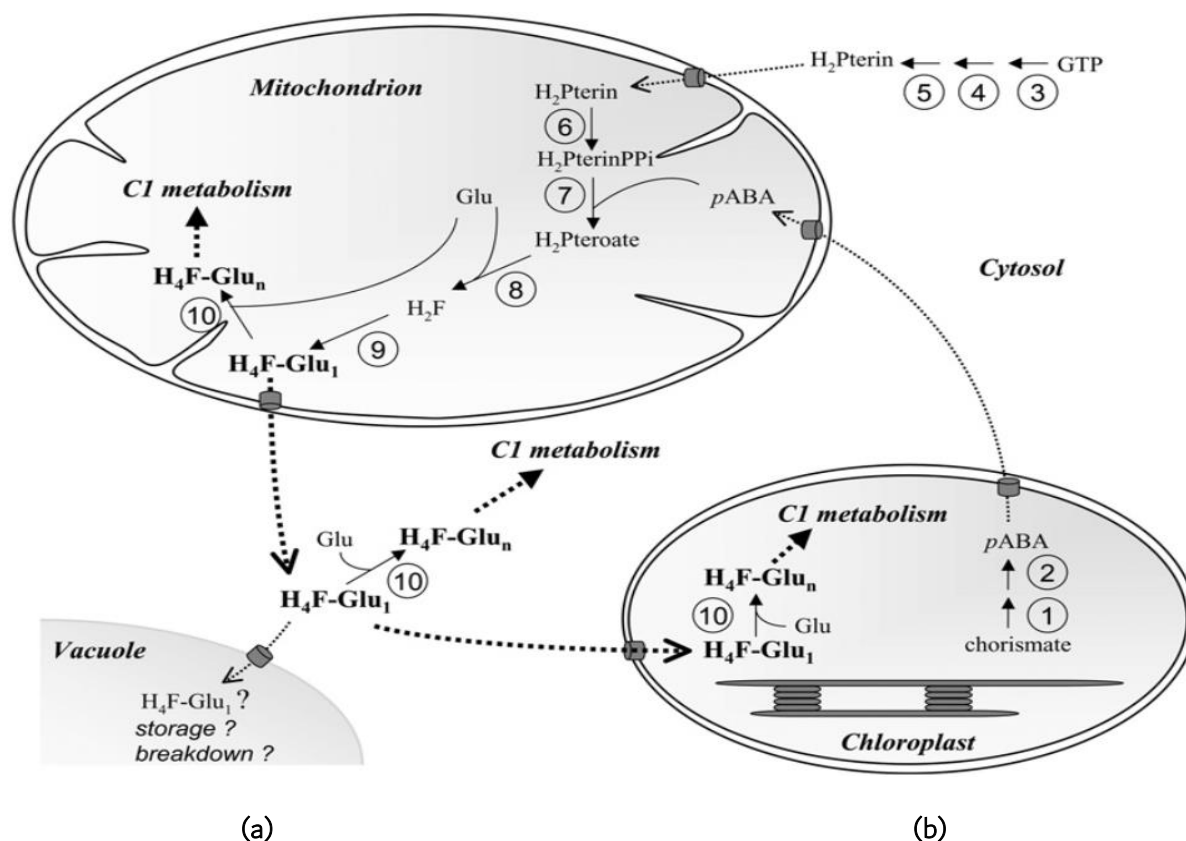 H₂Pterin
GTP
5
4
3
Mitochondrion
H₂Pterin
6
H₂PterinPPi
C1 metabolism
Glu
7
pABA
H₂Pteroate
Cytosol
H₄F-Gluₙ
8
10
H₂F
9
H₄F-Glu₁
C1 metabolism
C1 metabolism
Glu
H₄F-Gluₙ
pABA
10
2
H₄F-Gluₙ
H₄F-Glu₁
10
Glu
1
chorismate
Vacuole
H₄F-Glu₁
H₄F-Glu₁ ?
storage ?
breakdown ?
Chloroplast
(a)
(b)